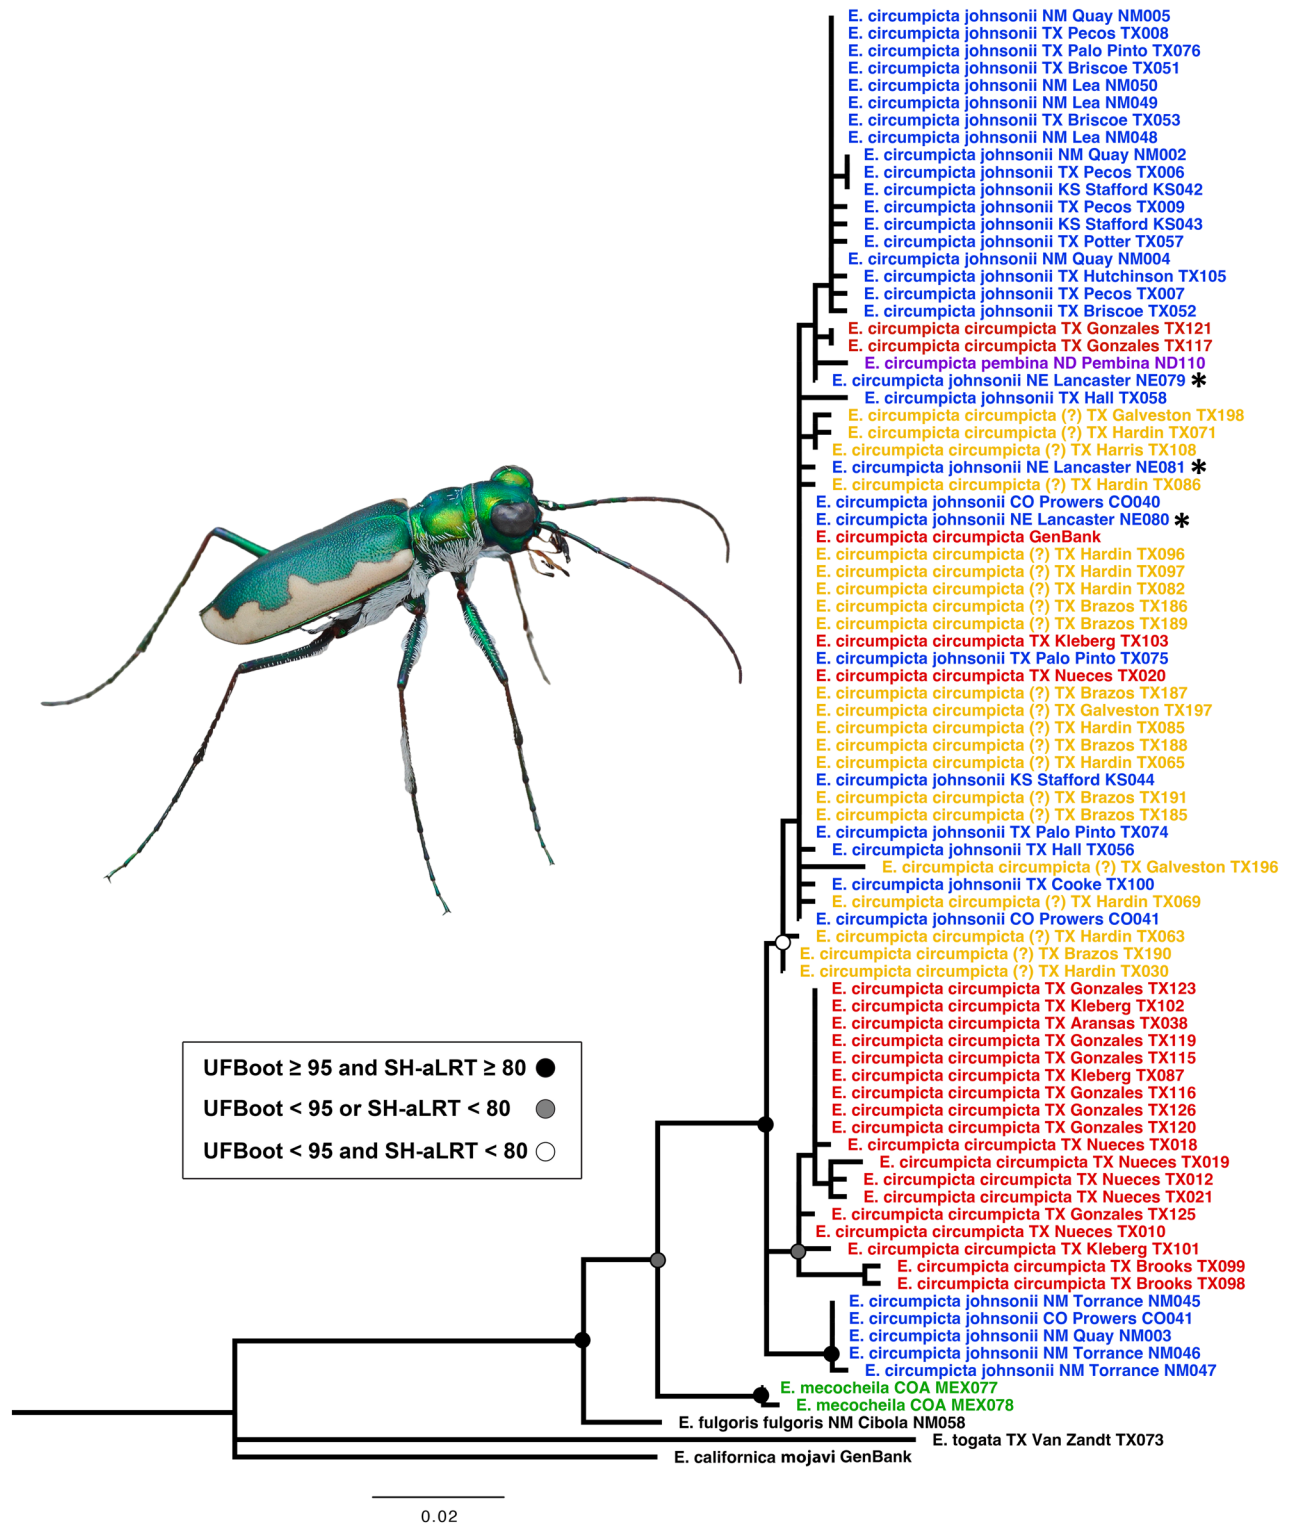 E. circumpicta johnsonii NM Quay NM005
E. circumpicta johnsonii TX Pecos TX008
E. circumpicta johnsonii TX Palo Pinto TX076
E. circumpicta johnsonii TX Briscoe TX051
E. circumpicta johnsonii NM Lea NM050
E. circumpicta johnsonii NM Lea NM049
E. circumpicta johnsonii TX Briscoe TX053
E. circumpicta johnsonii NM Lea NM048
E. circumpicta johnsonii NM Quay NM002
E. circumpicta johnsonii TX Pecos TX006
E. circumpicta johnsonii KS Stafford KS042
E. circumpicta johnsonii TX Pecos TX009
E. circumpicta johnsonii KS Stafford KS043
E. circumpicta johnsonii TX Potter TX057
E. circumpicta johnsonii NM Quay NM004
E. circumpicta johnsonii TX Hutchinson TX105
E. circumpicta johnsonii TX Pecos TX007
E. circumpicta johnsonii TX Briscoe TX052
E. circumpicta circumpicta TX Gonzales TX121
E. circumpicta circumpicta TX Gonzales TX117
E. circumpicta pembina ND Pembina ND110
E. circumpicta johnsonii NE Lancaster NE079 *
E. circumpicta johnsonii TX Hall TX058
E. circumpicta circumpicta (?) TX Galveston TX198
E. circumpicta circumpicta (?) TX Hardin TX071
E. circumpicta circumpicta (?) TX Harris TX108
E. circumpicta johnsonii NE Lancaster NE081 *
E. circumpicta circumpicta (?) TX Hardin TX086
E. circumpicta johnsonii CO Prowers CO040
E. circumpicta johnsonii NE Lancaster NE080 *
E. circumpicta circumpicta GenBank
E. circumpicta circumpicta (?) TX Hardin TX096
E. circumpicta circumpicta (?) TX Hardin TX097
E. circumpicta circumpicta (?) TX Hardin TX082
E. circumpicta circumpicta (?) TX Brazos TX186
E. circumpicta circumpicta (?) TX Brazos TX189
E. circumpicta circumpicta TX Kleberg TX103
E. circumpicta johnsonii TX Palo Pinto TX075
E. circumpicta circumpicta TX Nueces TX020
E. circumpicta circumpicta (?) TX Brazos TX187
E. circumpicta circumpicta (?) TX Galveston TX197
E. circumpicta circumpicta (?) TX Hardin TX085
E. circumpicta circumpicta (?) TX Brazos TX188
E. circumpicta circumpicta (?) TX Hardin TX065
E. circumpicta johnsonii KS Stafford KS044
E. circumpicta circumpicta (?) TX Brazos TX191
E. circumpicta circumpicta (?) TX Brazos TX185
E. circumpicta johnsonii TX Palo Pinto TX074
E. circumpicta johnsonii TX Hall TX056
E. circumpicta circumpicta (?) TX Galveston TX196
E. circumpicta johnsonii TX Cooke TX100
E. circumpicta circumpicta (?) TX Hardin TX069
E. circumpicta johnsonii CO Prowers CO041
E. circumpicta circumpicta (?) TX Hardin TX063
E. circumpicta circumpicta (?) TX Brazos TX190
E. circumpicta circumpicta (?) TX Hardin TX030
E. circumpicta circumpicta TX Gonzales TX123
E. circumpicta circumpicta TX Kleberg TX102
E. circumpicta circumpicta TX Aransas TX038
E. circumpicta circumpicta TX Gonzales TX119
E. circumpicta circumpicta TX Gonzales TX115
E. circumpicta circumpicta TX Kleberg TX087
E. circumpicta circumpicta TX Gonzales TX116
E. circumpicta circumpicta TX Gonzales TX126
E. circumpicta circumpicta TX Gonzales TX120
E. circumpicta circumpicta TX Nueces TX018
E. circumpicta circumpicta TX Nueces TX019
E. circumpicta circumpicta TX Nueces TX012
E. circumpicta circumpicta TX Nueces TX021
E. circumpicta circumpicta TX Gonzales TX125
E. circumpicta circumpicta TX Nueces TX010
E. circumpicta circumpicta TX Kleberg TX101
E. circumpicta circumpicta TX Brooks TX099
E. circumpicta circumpicta TX Brooks TX098
E. circumpicta johnsonii NM Torrance NM045
E. circumpicta johnsonii CO Prowers CO041
E. circumpicta johnsonii NM Quay NM003
E. circumpicta johnsonii NM Torrance NM046
E. circumpicta johnsonii NM Torrance NM047
E. mecocheila COA MEX077
E. mecocheila COA MEX078
E. fulgoris fulgoris NM Cibola NM058
E. togata TX Van Zandt TX073
E. californica mojavi GenBank
UFBoot ≥ 95 and SH-aLRT ≥ 80
UFBoot < 95 or SH-aLRT < 80
UFBoot < 95 and SH-aLRT < 80
0.02